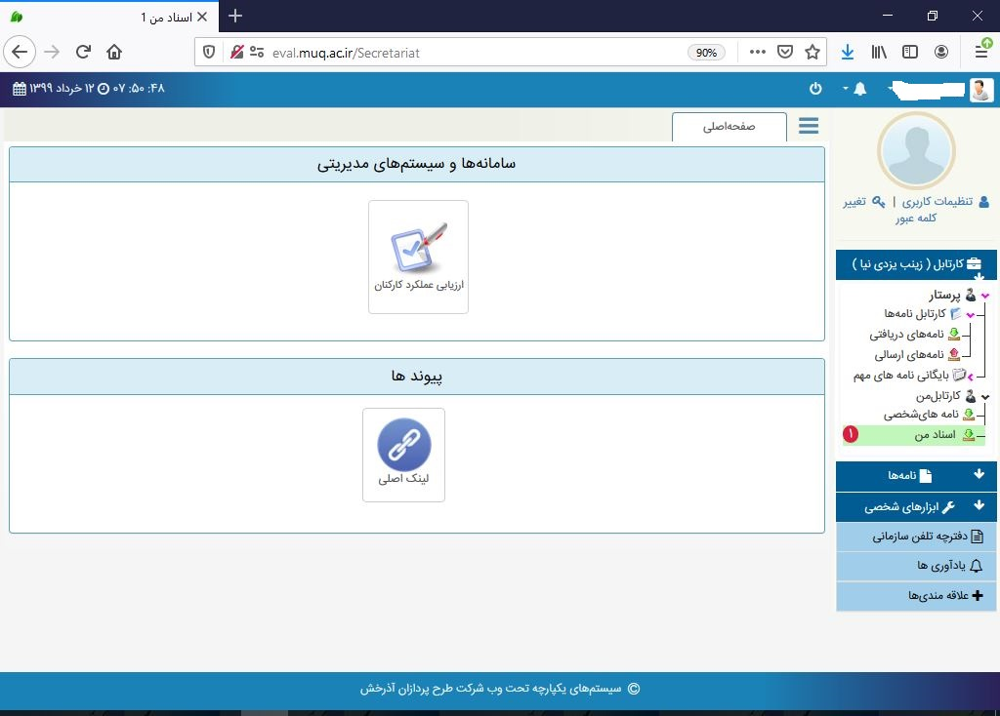 اسناد من 1
eval.muq.ac.ir/Secretariat
90%
۱۲ خرداد ۱۳۹۹ ۰۷ :۵۰ :۴۸
صفحه‌اصلی
تنظیمات کاربری | تغییر
کلمه عبور
سامانه‌ها و سیستم‌های مدیریتی
ارزیابی عملکرد کارکنان
پیوند ها
لینک اصلی
کارتابل ( زینب یزدی نیا )
پرستار
کارتابل نامه‌ها
نامه‌های دریافتی
نامه‌های ارسالی
بایگانی نامه های مهم
کارتابل‌من
نامه های‌شخصی
اسناد من ۱
نامه‌ها
ابزارهای شخصی
دفترچه تلفن سازمانی
یادآوری ها
علاقه مندی‌ها
© سیستم‌های یکپارچه تحت وب شرکت طرح پردازان آذرخش